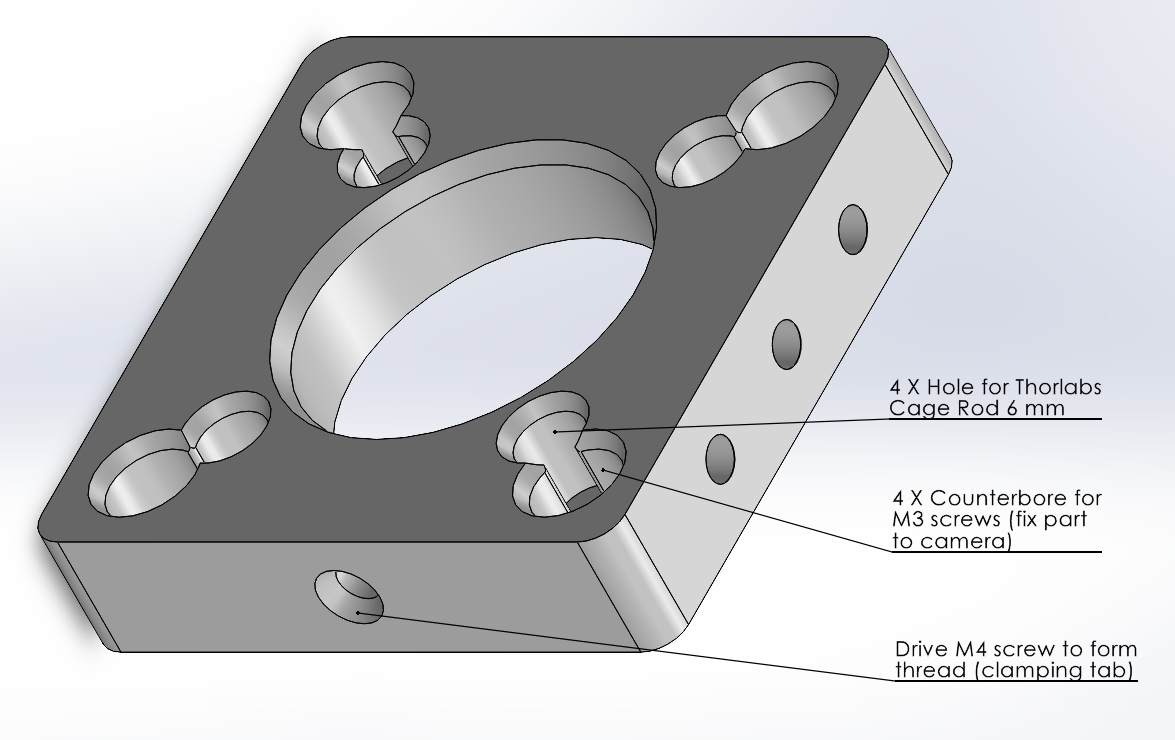 4 X Hole for Thorlabs
Cage Rod 6 mm
4 X Counterbore for
M3 screws (fix part
to camera)
Drive M4 screw to form
thread (clamping tab)